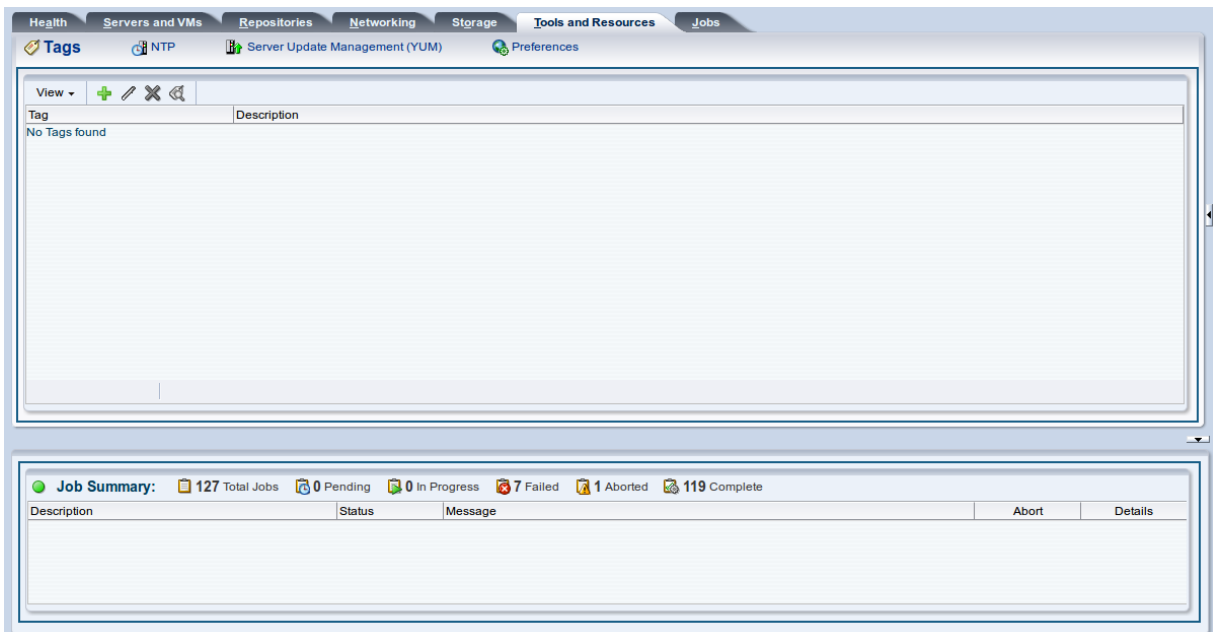 Health Servers and VMs Repositories Networking Storage Tools and Resources Jobs
Tags NTP Server Update Management (YUM) Preferences
View
Tag Description
No Tags found
Job Summary: 127 Total Jobs 0 Pending 0 In Progress 7 Failed 1 Aborted 119 Complete
Description Status Message Abort Details